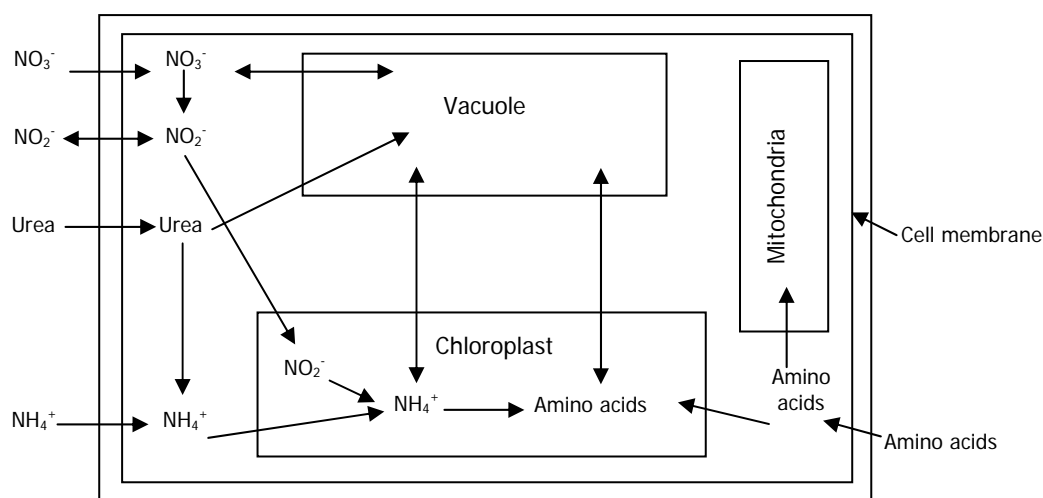 NO₃⁻ NO₃⁻
Vacuole
NO₂⁻ NO₂⁻
Mitochondria
Urea Urea
Cell membrane
Chloroplast
NO₂⁻
Amino
acids
NH₄⁺ NH₄⁺ NH₄⁺ Amino acids
Amino acids